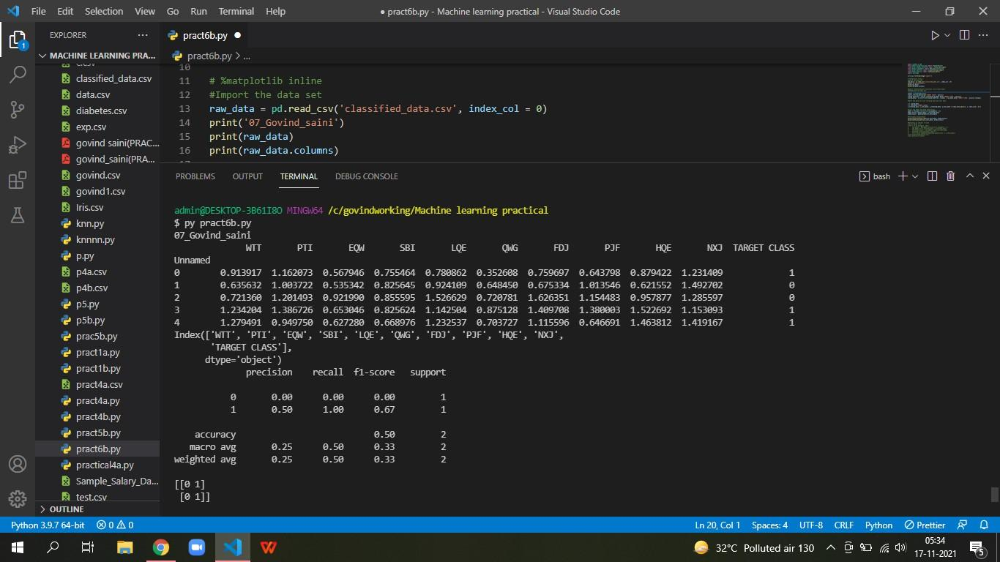 File Edit Selection View Go Run Terminal Help ● pract6b.py - Machine learning practical - Visual Studio Code
EXPLORER ···
pract6b.py ●
MACHINE LEARNING PRA...
pract6b.py > ...
classified_data.csv
data.csv
diabetes.csv
exp.csv
govind saini(PRAC...
govind_saini(PRA...
govind.csv
govind1.csv
Iris.csv
knn.py
knnnn.py
p.py
p4a.csv
p4b.csv
p5.py
p5b.py
prac5b.py
pract1a.py
pract1b.py
pract4a.csv
pract4a.py
pract4b.py
pract5b.py
pract6b.py
practical4a.py
Sample_Salary_Da...
test.csv
OUTLINE
1
10
11 # %matplotlib inline
12 #Import the data set
13 raw_data = pd.read_csv('classified_data.csv', index_col = 0)
14 print('07_Govind_saini')
15 print(raw_data)
16 print(raw_data.columns)
PROBLEMS OUTPUT TERMINAL DEBUG CONSOLE bash
admin@DESKTOP-3B61I8O MINGW64 /c/govindworking/Machine learning practical
$ py pract6b.py
07_Govind_saini
WTT PTI EQW SBI LQE QWG FDJ PJF HQE NXJ TARGET CLASS
Unnamed
0 0.913917 1.162073 0.567946 0.755464 0.780862 0.352608 0.759697 0.643798 0.879422 1.231409 1
1 0.635632 1.003722 0.535342 0.825645 0.924109 0.648450 0.675334 1.013546 0.621552 1.492702 0
2 0.721360 1.201493 0.921990 0.855595 1.526629 0.720781 1.626351 1.154483 0.957877 1.285597 0
3 1.234204 1.386726 0.653046 0.825624 1.142504 0.875128 1.409708 1.380003 1.522692 1.153093 1
4 1.279491 0.949750 0.627280 0.668976 1.232537 0.703727 1.115596 0.646691 1.463812 1.419167 1
Index(['WTT', 'PTI', 'EQW', 'SBI', 'LQE', 'QWG', 'FDJ', 'PJF', 'HQE', 'NXJ',
'TARGET CLASS'],
dtype='object')
precision recall f1-score support
0 0.00 0.00 0.00 1
1 0.50 1.00 0.67 1
accuracy 0.50 2
macro avg 0.25 0.50 0.33 2
weighted avg 0.25 0.50 0.33 2
[[0 1]
[0 1]]
Python 3.9.7 64-bit 0 0 Ln 20, Col 1 Spaces: 4 UTF-8 CRLF Python Prettier
32°C Polluted air 130
05:34
17-11-2021
5